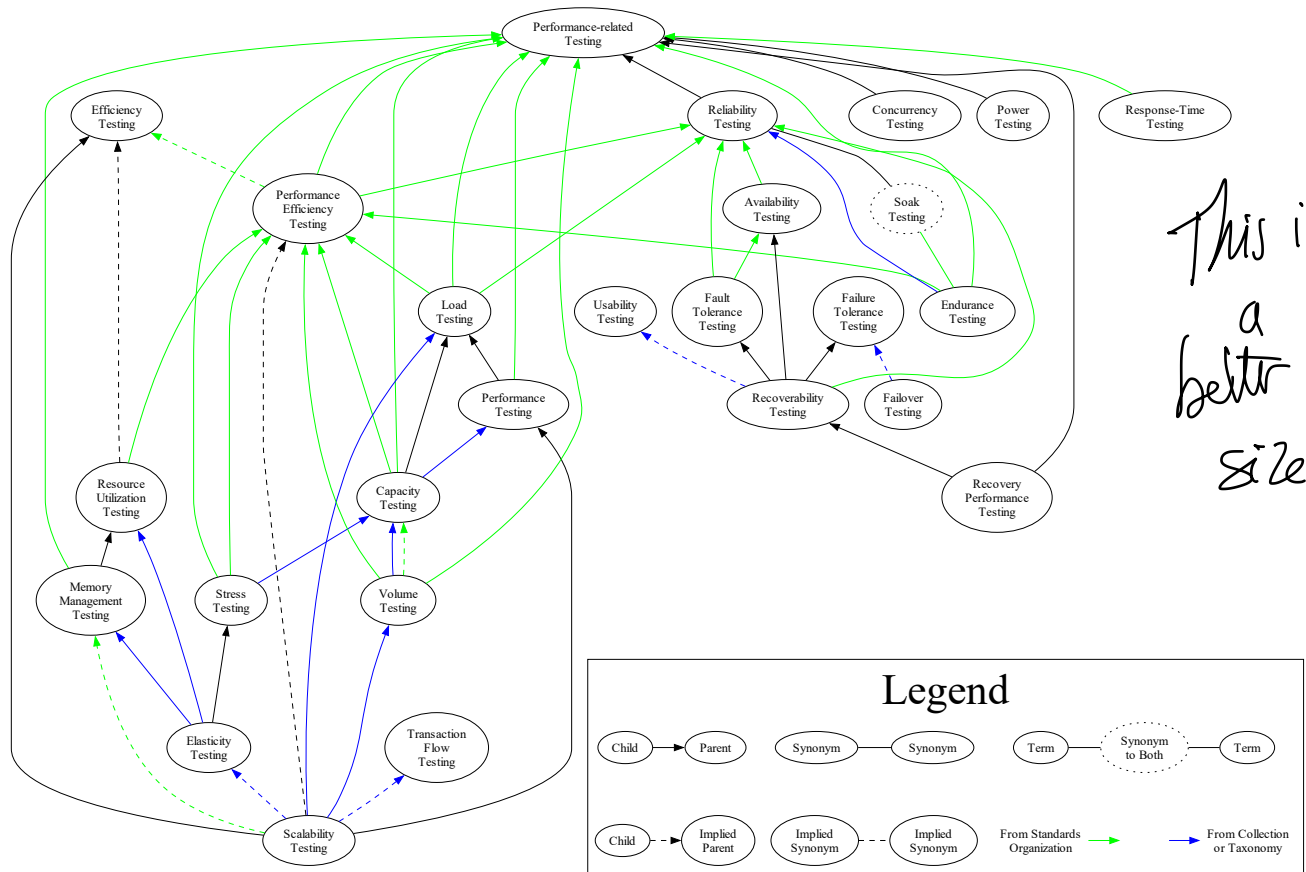 Performance-related
Testing
Efficiency
Testing
Reliability
Testing
Concurrency
Testing
Power
Testing
Response-Time
Testing
Performance
Efficiency
Testing
Availability
Testing
Soak
Testing
This i
a
better
size
Load
Testing
Usability
Testing
Fault
Tolerance
Testing
Failure
Tolerance
Testing
Endurance
Testing
Performance
Testing
Recoverability
Testing
Failover
Testing
Resource
Utilization
Testing
Capacity
Testing
Recovery
Performance
Testing
Memory
Management
Testing
Stress
Testing
Volume
Testing
Elasticity
Testing
Transaction
Flow
Testing
Scalability
Testing
Legend
Child
Parent
Synonym
Synonym
Term
Synonym
to Both
Term
Child
Implied
Parent
Implied
Synonym
Implied
Synonym
From Standards
Organization
From Collection
or Taxonomy